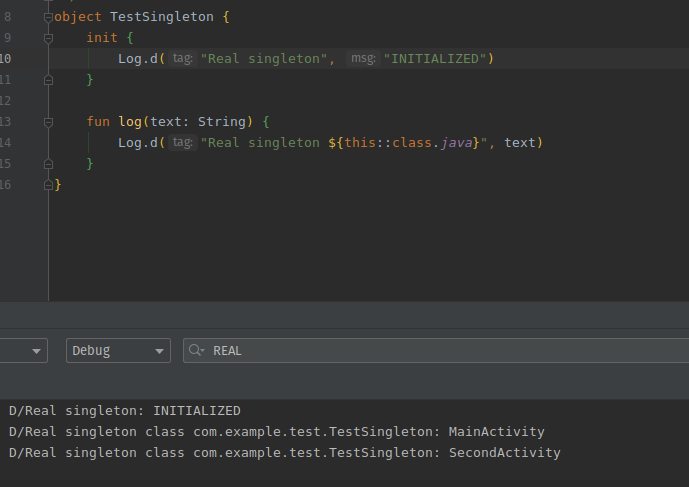 8 object TestSingleton {
9 init {
10 Log.d( tag: "Real singleton", msg: "INITIALIZED")
11 }
12
13 fun log(text: String) {
14 Log.d( tag: "Real singleton ${this::class.java}", text)
15 }
16 }
Debug REAL
D/Real singleton: INITIALIZED
D/Real singleton class com.example.test.TestSingleton: MainActivity
D/Real singleton class com.example.test.TestSingleton: SecondActivity